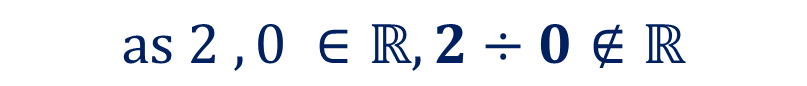 as 2 ,0 ∈ ℝ, 2 ÷ 0 ∉ ℝ